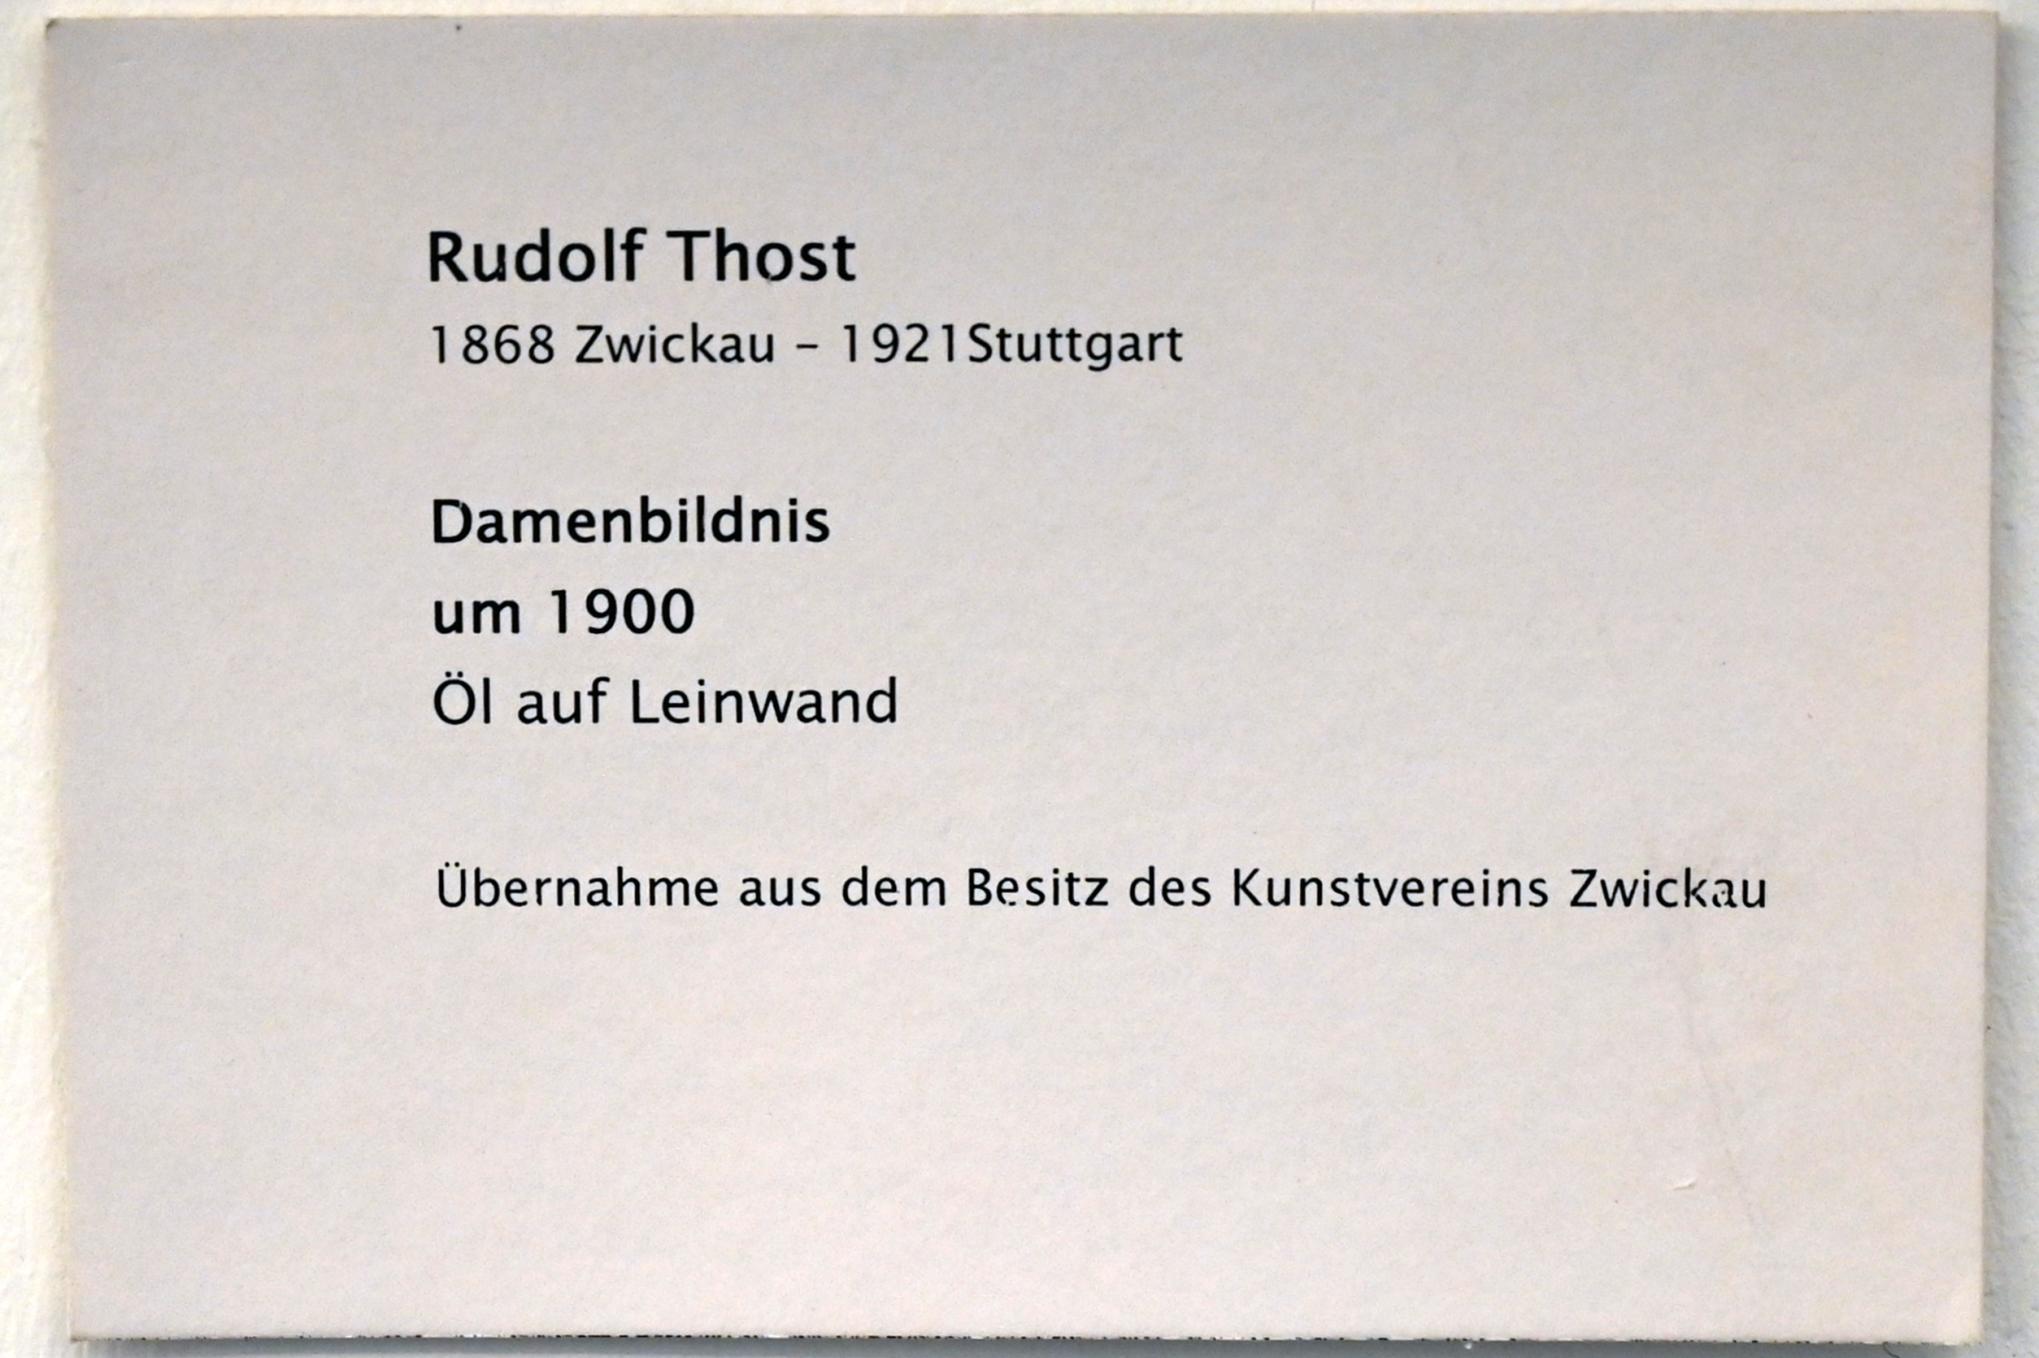 Rudolf Thost
1868 Zwickau – 1921Stuttgart
Damenbildnis
um 1900
Öl auf Leinwand
Übernahme aus dem Besitz des Kunstvereins Zwickau